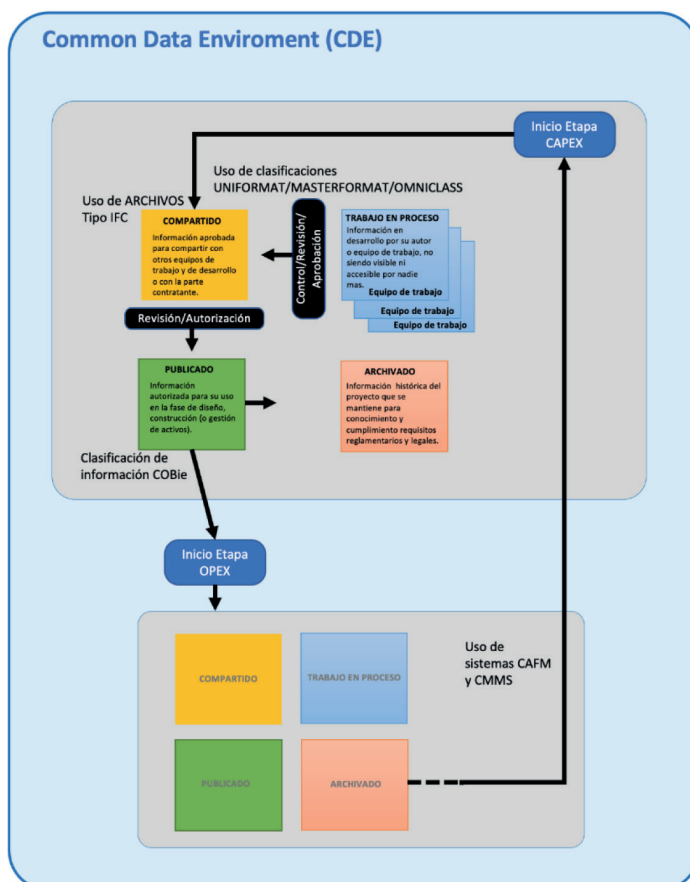 Common Data Enviroment (CDE)
Inicio Etapa
CAPEX
Uso de clasificaciones
UNIFORMAT/MASTERFORMAT/OMNICLASS
Uso de ARCHIVOS
Tipo IFC
COMPARTIDO
Información aprobada
para compartir con
otros equipos de
trabajo y de desarrollo
o con la parte
contratante.
Control/Revisión/
Aprobación
TRABAJO EN PROCESO
Información en
desarrollo por su autor
o equipo de trabajo, no
siendo visible ni
accesible por nadie
mas.
Equipo de trabajo
Equipo de trabajo
Equipo de trabajo
Revisión/Autorización
PUBLICADO
Información
autorizada para su uso
en la fase de diseño,
construcción (o gestión
de activos).
ARCHIVADO
Información histórica del
proyecto que se
mantiene para
conocimiento y
cumplimiento requisitos
reglamentarios y legales.
Clasificación de
información COBie
Inicio Etapa
OPEX
COMPARTIDO
TRABAJO EN PROCESO
Uso de
sistemas CAFM
y CMMS
PUBLICADO
ARCHIVADO